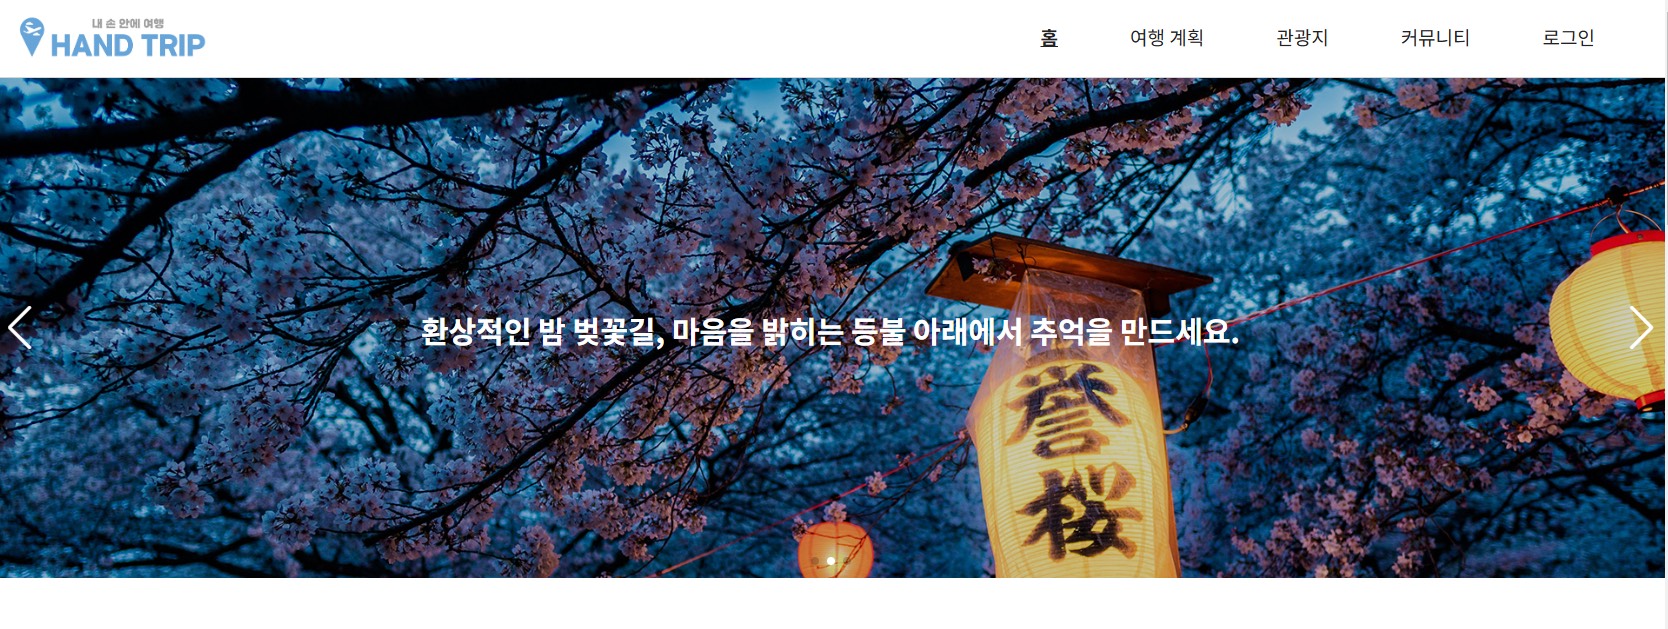 내 손 안에 여행
HAND TRIP
홈
여행 계획
관광지
커뮤니티
로그인
환상적인 밤 벚꽃길, 마음을 밝히는 등불 아래에서 추억을 만드세요.
誉
桜